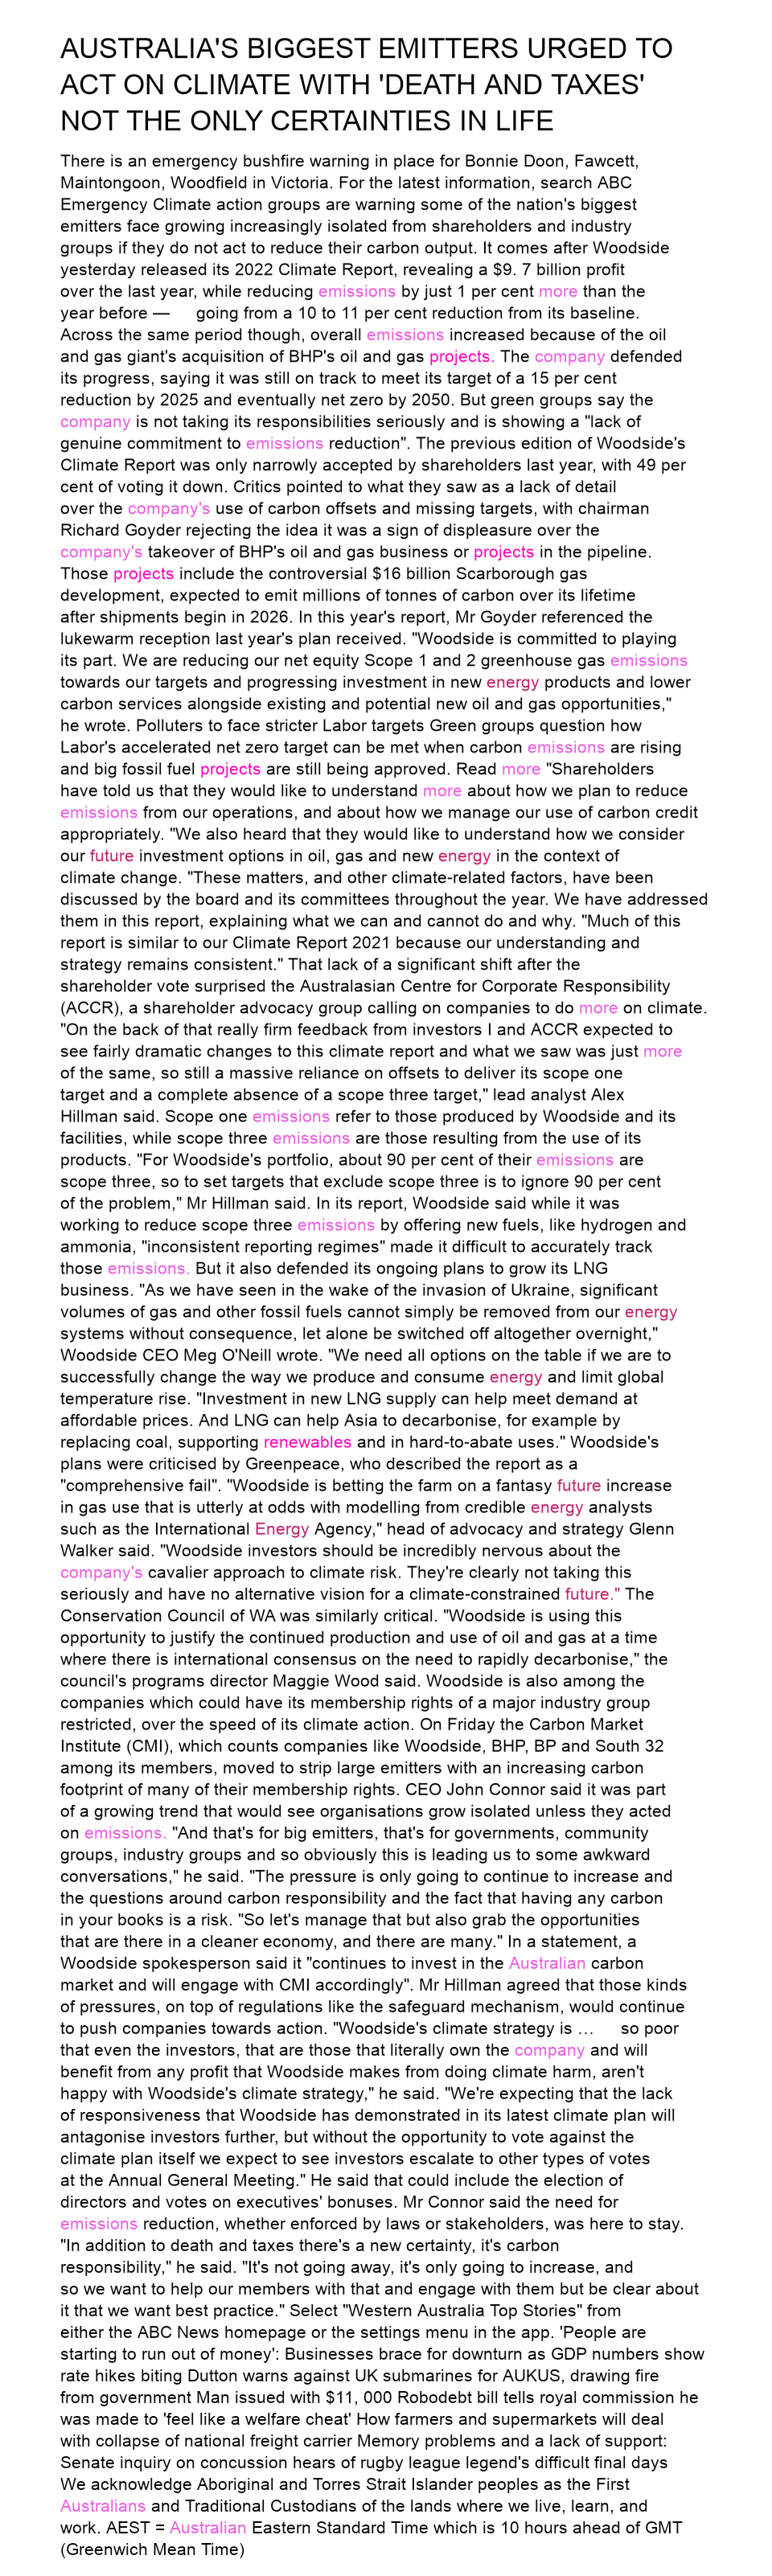 AUSTRALIA'S BIGGEST EMITTERS URGED TO
ACT ON CLIMATE WITH 'DEATH AND TAXES'
NOT THE ONLY CERTAINTIES IN LIFE
There is an emergency bushfire warning in place for Bonnie Doon, Fawcett,
Maintongoon, Woodfield in Victoria. For the latest information, search ABC
Emergency Climate action groups are warning some of the nation's biggest
emitters face growing increasingly isolated from shareholders and industry
groups if they do not act to reduce their carbon output. It comes after Woodside
yesterday released its 2022 Climate Report, revealing a $9. 7 billion profit
over the last year, while reducing emissions by just 1 per cent more than the
year before — going from a 10 to 11 per cent reduction from its baseline.
Across the same period though, overall emissions increased because of the oil
and gas giant's acquisition of BHP's oil and gas projects. The company defended
its progress, saying it was still on track to meet its target of a 15 per cent
reduction by 2025 and eventually net zero by 2050. But green groups say the
company is not taking its responsibilities seriously and is showing a "lack of
genuine commitment to emissions reduction". The previous edition of Woodside's
Climate Report was only narrowly accepted by shareholders last year, with 49 per
cent of voting it down. Critics pointed to what they saw as a lack of detail
over the company's use of carbon offsets and missing targets, with chairman
Richard Goyder rejecting the idea it was a sign of displeasure over the
company's takeover of BHP's oil and gas business or projects in the pipeline.
Those projects include the controversial $16 billion Scarborough gas
development, expected to emit millions of tonnes of carbon over its lifetime
after shipments begin in 2026. In this year's report, Mr Goyder referenced the
lukewarm reception last year's plan received. "Woodside is committed to playing
its part. We are reducing our net equity Scope 1 and 2 greenhouse gas emissions
towards our targets and progressing investment in new energy products and lower
carbon services alongside existing and potential new oil and gas opportunities,"
he wrote. Polluters to face stricter Labor targets Green groups question how
Labor's accelerated net zero target can be met when carbon emissions are rising
and big fossil fuel projects are still being approved. Read more "Shareholders
have told us that they would like to understand more about how we plan to reduce
emissions from our operations, and about how we manage our use of carbon credit
appropriately. "We also heard that they would like to understand how we consider
our future investment options in oil, gas and new energy in the context of
climate change. "These matters, and other climate-related factors, have been
discussed by the board and its committees throughout the year. We have addressed
them in this report, explaining what we can and cannot do and why. "Much of this
report is similar to our Climate Report 2021 because our understanding and
strategy remains consistent." That lack of a significant shift after the
shareholder vote surprised the Australasian Centre for Corporate Responsibility
(ACCR), a shareholder advocacy group calling on companies to do more on climate.
"On the back of that really firm feedback from investors I and ACCR expected to
see fairly dramatic changes to this climate report and what we saw was just more
of the same, so still a massive reliance on offsets to deliver its scope one
target and a complete absence of a scope three target," lead analyst Alex
Hillman said. Scope one emissions refer to those produced by Woodside and its
facilities, while scope three emissions are those resulting from the use of its
products. "For Woodside's portfolio, about 90 per cent of their emissions are
scope three, so to set targets that exclude scope three is to ignore 90 per cent
of the problem," Mr Hillman said. In its report, Woodside said while it was
working to reduce scope three emissions by offering new fuels, like hydrogen and
ammonia, "inconsistent reporting regimes" made it difficult to accurately track
those emissions. But it also defended its ongoing plans to grow its LNG
business. "As we have seen in the wake of the invasion of Ukraine, significant
volumes of gas and other fossil fuels cannot simply be removed from our energy
systems without consequence, let alone be switched off altogether overnight,"
Woodside CEO Meg O'Neill wrote. "We need all options on the table if we are to
successfully change the way we produce and consume energy and limit global
temperature rise. "Investment in new LNG supply can help meet demand at
affordable prices. And LNG can help Asia to decarbonise, for example by
replacing coal, supporting renewables and in hard-to-abate uses." Woodside's
plans were criticised by Greenpeace, who described the report as a
"comprehensive fail". "Woodside is betting the farm on a fantasy future increase
in gas use that is utterly at odds with modelling from credible energy analysts
such as the International Energy Agency," head of advocacy and strategy Glenn
Walker said. "Woodside investors should be incredibly nervous about the
company's cavalier approach to climate risk. They're clearly not taking this
seriously and have no alternative vision for a climate-constrained future." The
Conservation Council of WA was similarly critical. "Woodside is using this
opportunity to justify the continued production and use of oil and gas at a time
where there is international consensus on the need to rapidly decarbonise," the
council's programs director Maggie Wood said. Woodside is also among the
companies which could have its membership rights of a major industry group
restricted, over the speed of its climate action. On Friday the Carbon Market
Institute (CMI), which counts companies like Woodside, BHP, BP and South 32
among its members, moved to strip large emitters with an increasing carbon
footprint of many of their membership rights. CEO John Connor said it was part
of a growing trend that would see organisations grow isolated unless they acted
on emissions. "And that's for big emitters, that's for governments, community
groups, industry groups and so obviously this is leading us to some awkward
conversations," he said. "The pressure is only going to continue to increase and
the questions around carbon responsibility and the fact that having any carbon
in your books is a risk. "So let's manage that but also grab the opportunities
that are there in a cleaner economy, and there are many." In a statement, a
Woodside spokesperson said it "continues to invest in the Australian carbon
market and will engage with CMI accordingly". Mr Hillman agreed that those kinds
of pressures, on top of regulations like the safeguard mechanism, would continue
to push companies towards action. "Woodside's climate strategy is … so poor
that even the investors, that are those that literally own the company and will
benefit from any profit that Woodside makes from doing climate harm, aren't
happy with Woodside's climate strategy," he said. "We're expecting that the lack
of responsiveness that Woodside has demonstrated in its latest climate plan will
antagonise investors further, but without the opportunity to vote against the
climate plan itself we expect to see investors escalate to other types of votes
at the Annual General Meeting." He said that could include the election of
directors and votes on executives' bonuses. Mr Connor said the need for
emissions reduction, whether enforced by laws or stakeholders, was here to stay.
"In addition to death and taxes there's a new certainty, it's carbon
responsibility," he said. "It's not going away, it's only going to increase, and
so we want to help our members with that and engage with them but be clear about
it that we want best practice." Select "Western Australia Top Stories" from
either the ABC News homepage or the settings menu in the app. 'People are
starting to run out of money': Businesses brace for downturn as GDP numbers show
rate hikes biting Dutton warns against UK submarines for AUKUS, drawing fire
from government Man issued with $11, 000 Robodebt bill tells royal commission he
was made to 'feel like a welfare cheat' How farmers and supermarkets will deal
with collapse of national freight carrier Memory problems and a lack of support:
Senate inquiry on concussion hears of rugby league legend's difficult final days
We acknowledge Aboriginal and Torres Strait Islander peoples as the First
Australians and Traditional Custodians of the lands where we live, learn, and
work. AEST = Australian Eastern Standard Time which is 10 hours ahead of GMT
(Greenwich Mean Time)